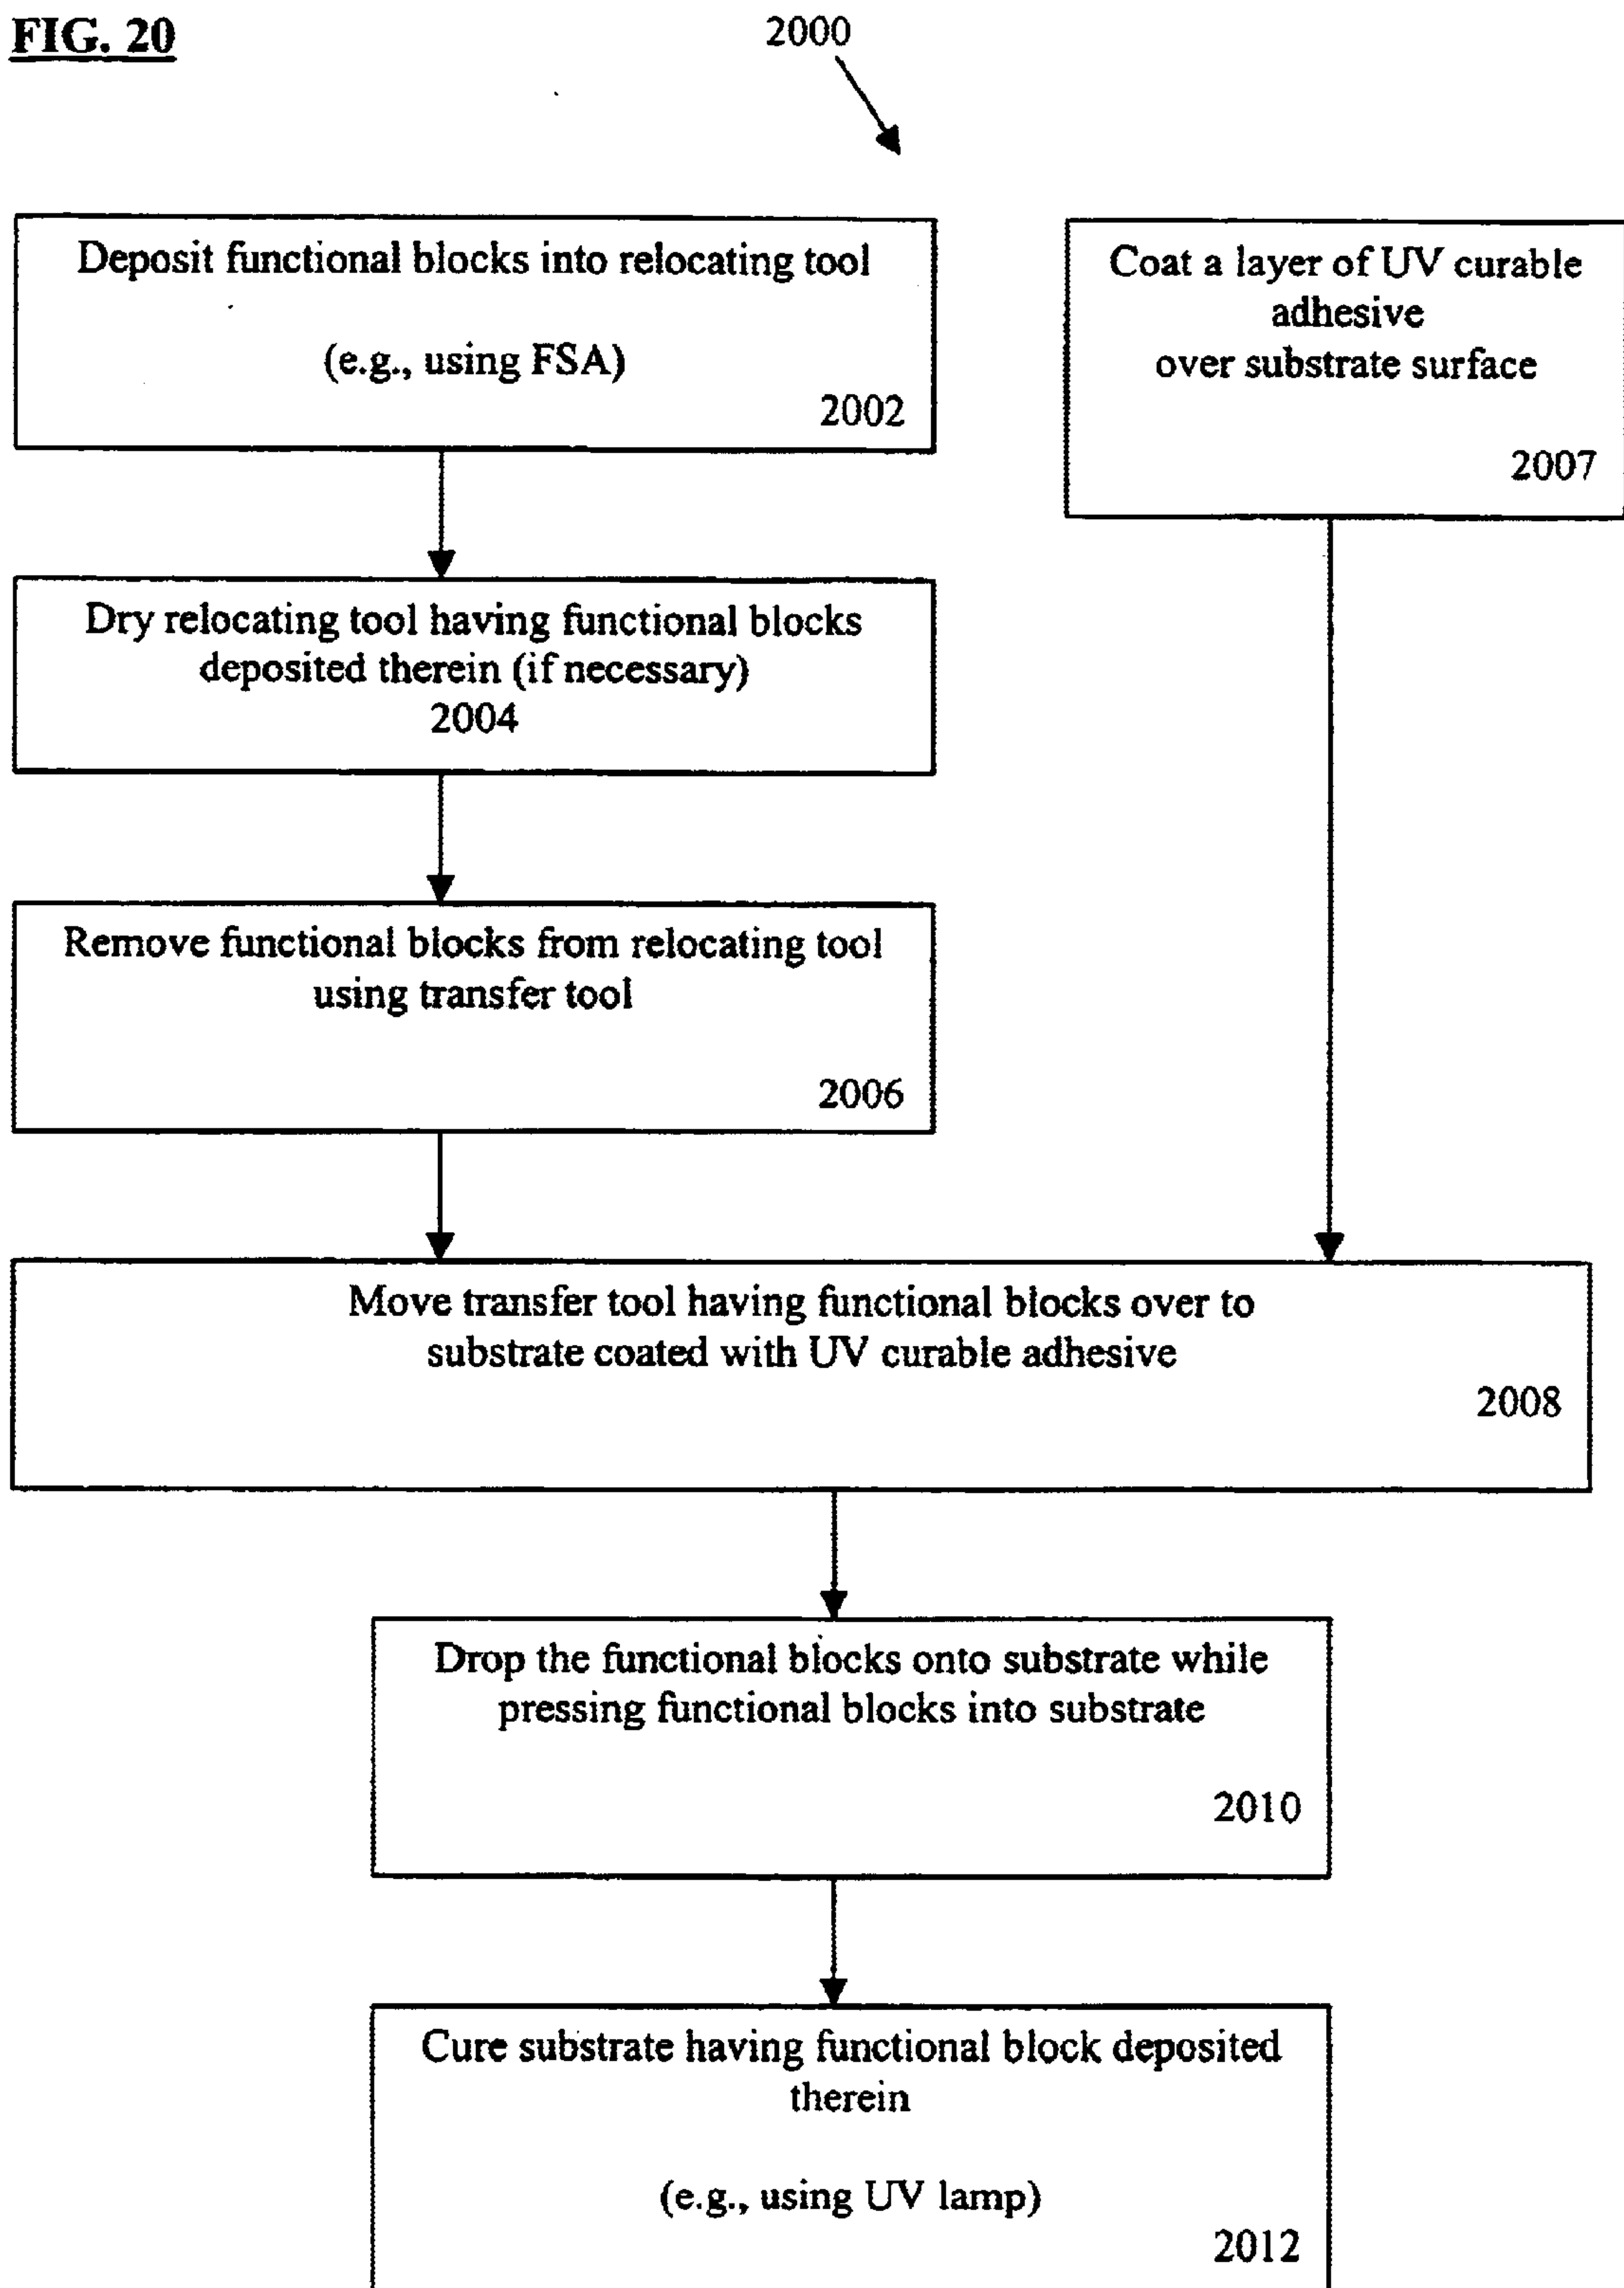 FIG. 20
2000
Deposit functional blocks into relocating tool
(e.g., using FSA)
2002
Coat a layer of UV curable
adhesive
over substrate surface
2007
Dry relocating tool having functional blocks
deposited therein (if necessary)
2004
Remove functional blocks from relocating tool
using transfer tool
2006
Move transfer tool having functional blocks over to
substrate coated with UV curable adhesive
2008
Drop the functional blocks onto substrate while
pressing functional blocks into substrate
2010
Cure substrate having functional block deposited
therein
(e.g., using UV lamp)
2012